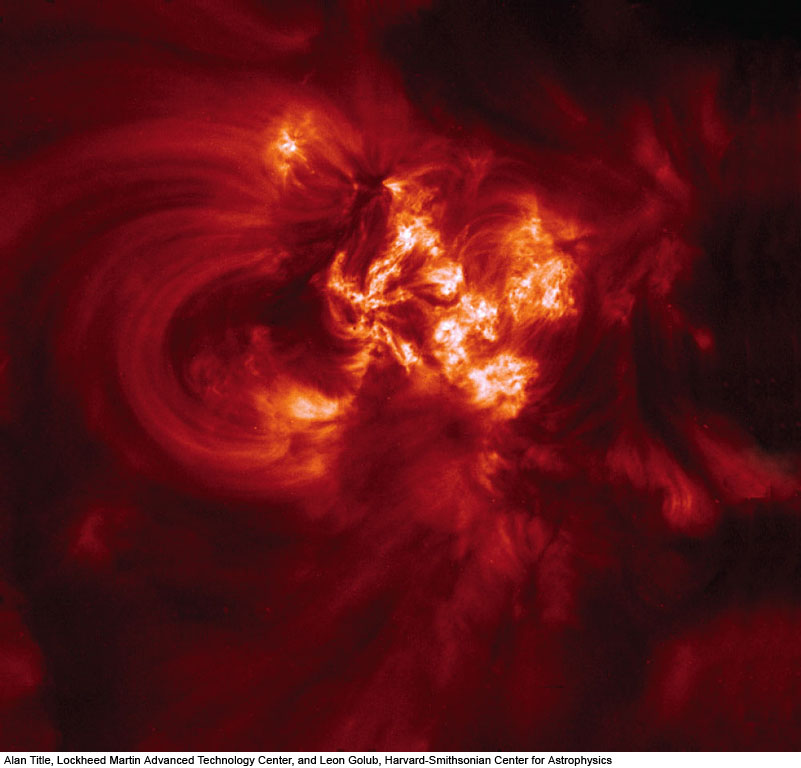 Alan Title, Lockheed Martin Advanced Technology Center, and Leon Golub, Harvard-Smithsonian Center for Astrophysics